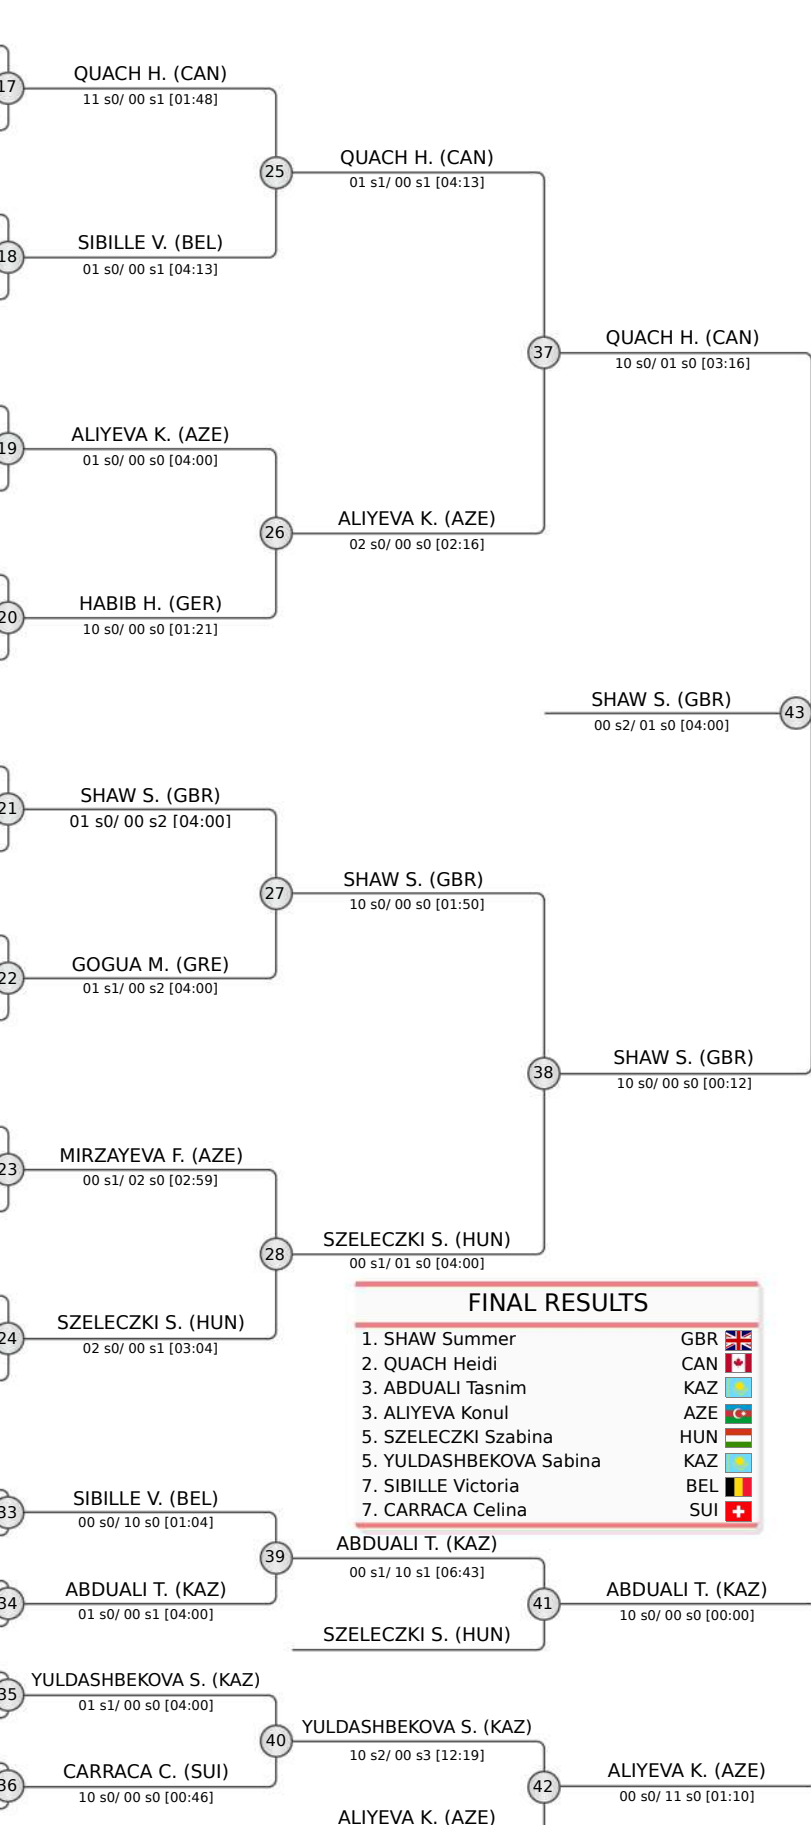 QUACH H. (CAN)
17
11 s0/ 00 s1 [01:48]
QUACH H. (CAN)
25
01 s1/ 00 s1 [04:13]
SIBILLE V. (BEL)
18
01 s0/ 00 s1 [04:13]
QUACH H. (CAN)
37
10 s0/ 01 s0 [03:16]
ALIYEVA K. (AZE)
19
01 s0/ 00 s0 [04:00]
ALIYEVA K. (AZE)
26
02 s0/ 00 s0 [02:16]
HABIB H. (GER)
20
10 s0/ 00 s0 [01:21]
SHAW S. (GBR)
43
00 s2/ 01 s0 [04:00]
SHAW S. (GBR)
21
01 s0/ 00 s2 [04:00]
SHAW S. (GBR)
27
10 s0/ 00 s0 [01:50]
GOGUA M. (GRE)
22
01 s1/ 00 s2 [04:00]
SHAW S. (GBR)
38
10 s0/ 00 s0 [00:12]
MIRZAYEVA F. (AZE)
23
00 s1/ 02 s0 [02:59]
SZELECZKI S. (HUN)
28
00 s1/ 01 s0 [04:00]
SZELECZKI S. (HUN)
24
02 s0/ 00 s1 [03:04]
FINAL RESULTS
1. SHAW Summer GBR
2. QUACH Heidi CAN
3. ABDUALI Tasnim KAZ
3. ALIYEVA Konul AZE
5. SZELECZKI Szabina HUN
5. YULDASHBEKOVA Sabina KAZ
7. SIBILLE Victoria BEL
7. CARRACA Celina SUI
SIBILLE V. (BEL)
33
00 s0/ 10 s0 [01:04]
ABDUALI T. (KAZ)
39
00 s1/ 10 s1 [06:43]
ABDUALI T. (KAZ)
34
01 s0/ 00 s1 [04:00]
ABDUALI T. (KAZ)
41
10 s0/ 00 s0 [00:00]
SZELECZKI S. (HUN)
YULDASHBEKOVA S. (KAZ)
35
01 s1/ 00 s0 [04:00]
YULDASHBEKOVA S. (KAZ)
40
10 s2/ 00 s3 [12:19]
CARRACA C. (SUI)
36
10 s0/ 00 s0 [00:46]
ALIYEVA K. (AZE)
42
00 s0/ 11 s0 [01:10]
ALIYEVA K. (AZE)